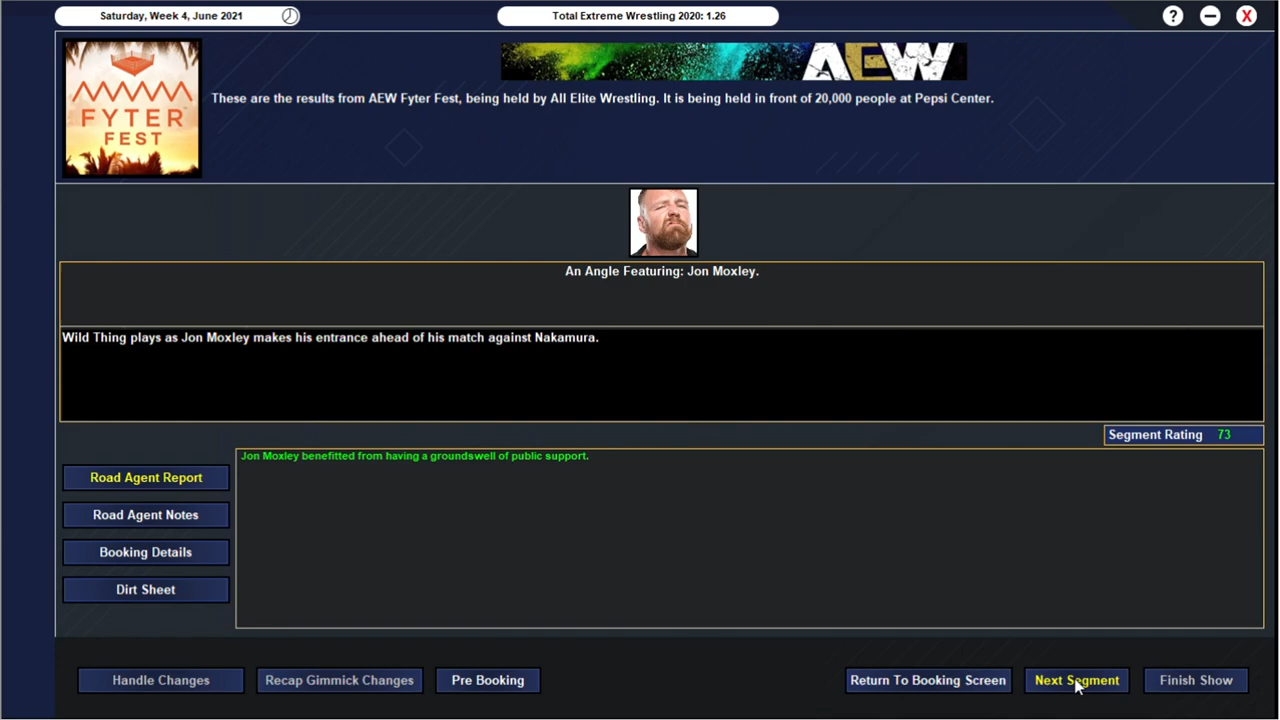 Saturday, Week 4, June 2021
Total Extreme Wrestling 2020: 1.26
?
X
FYTER
FEST
AEW
These are the results from AEW Fyter Fest, being held by All Elite Wrestling. It is being held in front of 20,000 people at Pepsi Center.
An Angle Featuring: Jon Moxley.
Wild Thing plays as Jon Moxley makes his entrance ahead of his match against Nakamura.
Segment Rating 73
Jon Moxley benefitted from having a groundswell of public support.
Road Agent Report
Road Agent Notes
Booking Details
Dirt Sheet
Handle Changes
Recap Gimmick Changes
Pre Booking
Return To Booking Screen
Next Segment
Finish Show